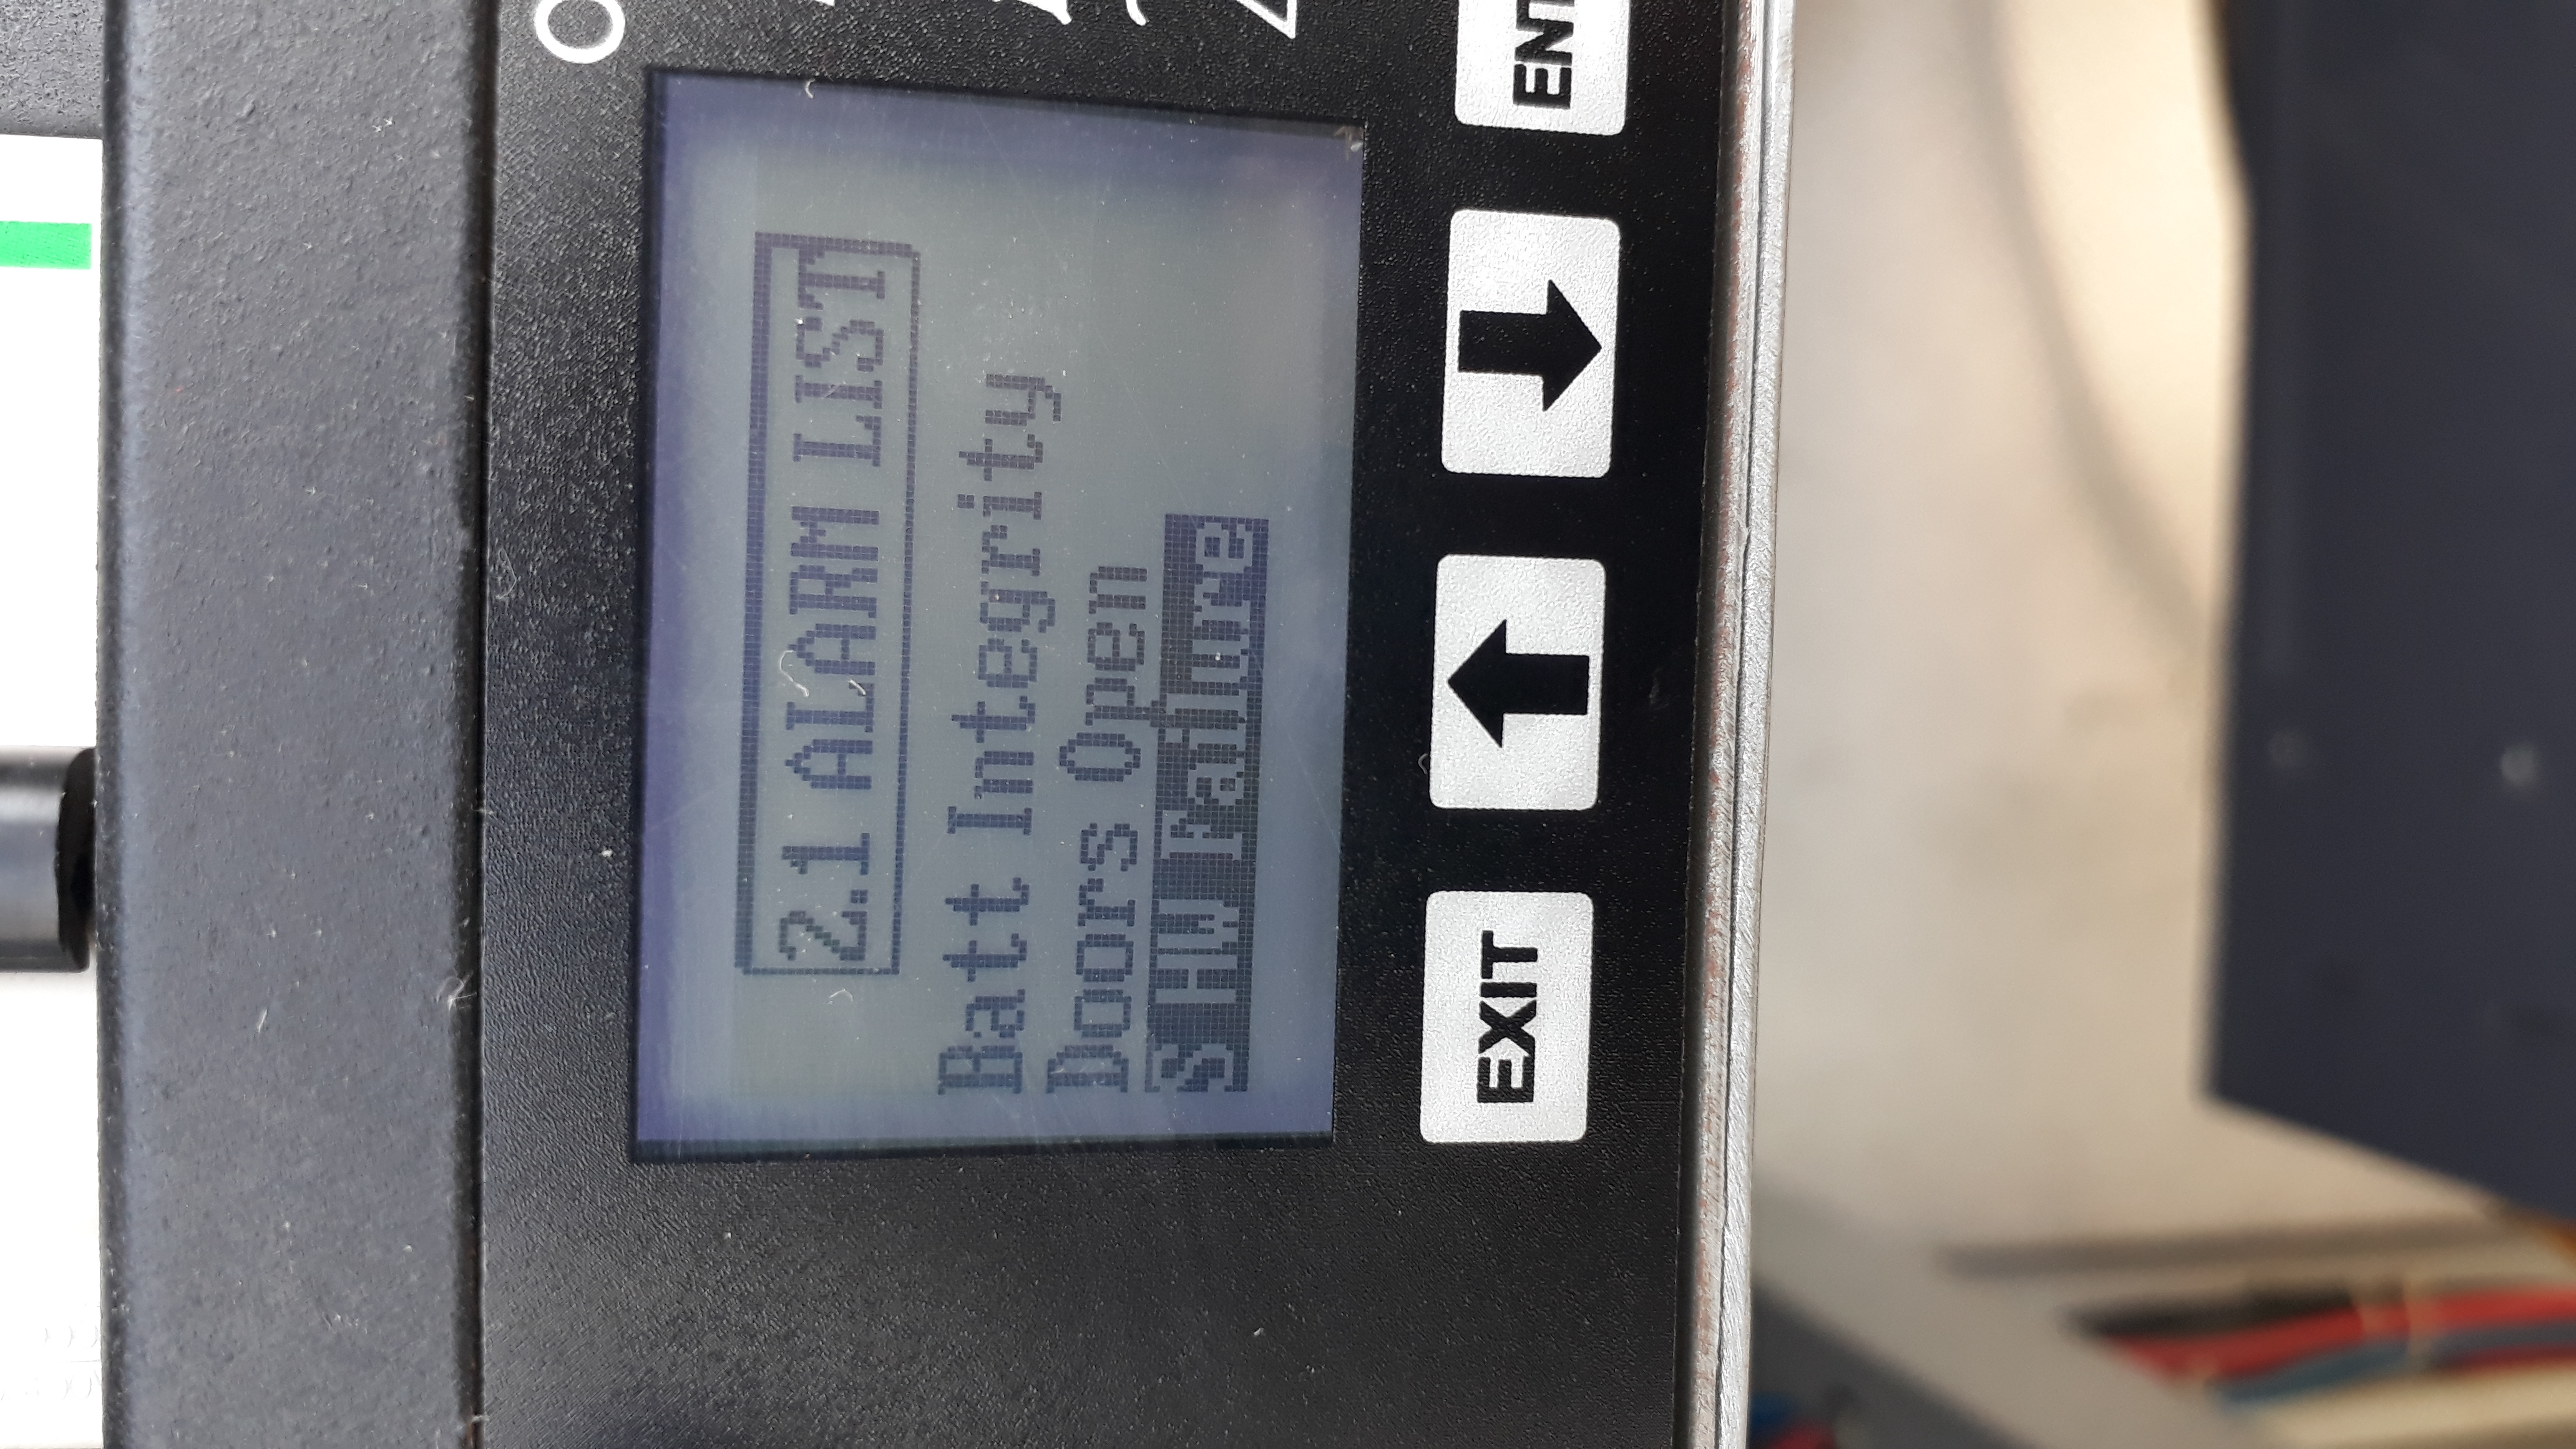 2.1 ALARM LIST
Batt Integrity
Doors Open
S HW Failure
EXIT